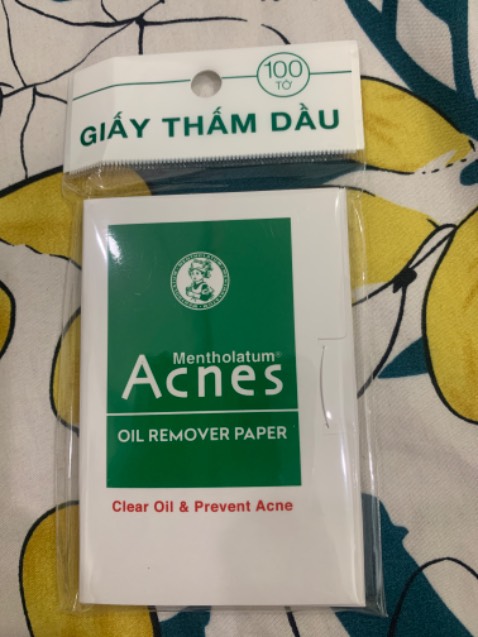 100
TỜ
GIẤY THẤM DẦU
Mentholatum®
Acnes
OIL REMOVER PAPER
Clear Oil & Prevent Acne